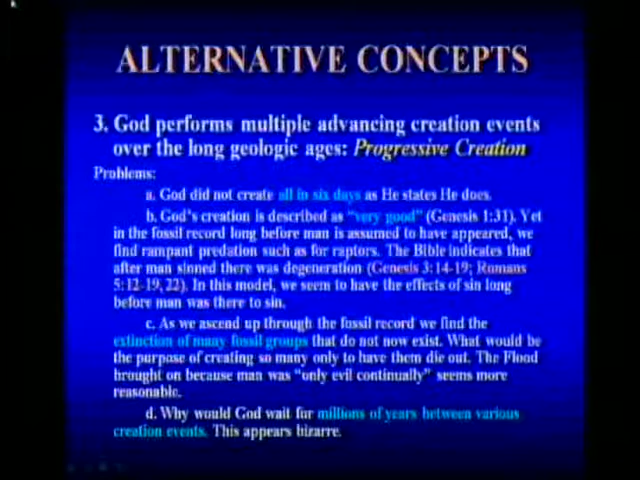 ALTERNATIVE CONCEPTS
3. God performs multiple advancing creation events
over the long geologic ages: Progressive Creation
Problems:
a. God did not create all in six days as He states He does.
b. God's creation is described as "very good" (Genesis 1:31). Yet
in the fossil record long before man is assumed to have appeared, we
find rampant predation such as for raptors. The Bible indicates that
after man sinned there was degeneration (Genesis 3:14-19; Romans
5:12-19, 22). In this model, we seem to have the effects of sin long
before man was there to sin.
c. As we ascend up through the fossil record we find the
extinction of many fossil groups that do not now exist. What would be
the purpose of creating so many only to have them die out. The Flood
brought on because man was "only evil continually" seems more
reasonable.
d. Why would God wait for millions of years between various
creation events. This appears bizarre.